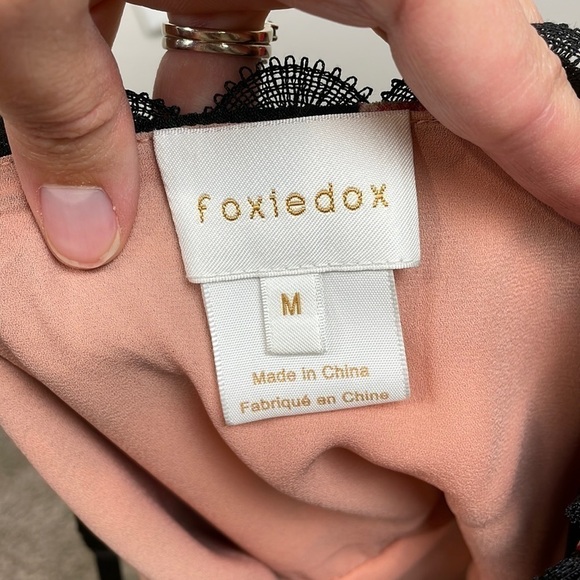 foxiedox
M
Made in China
Fabriqué en Chine